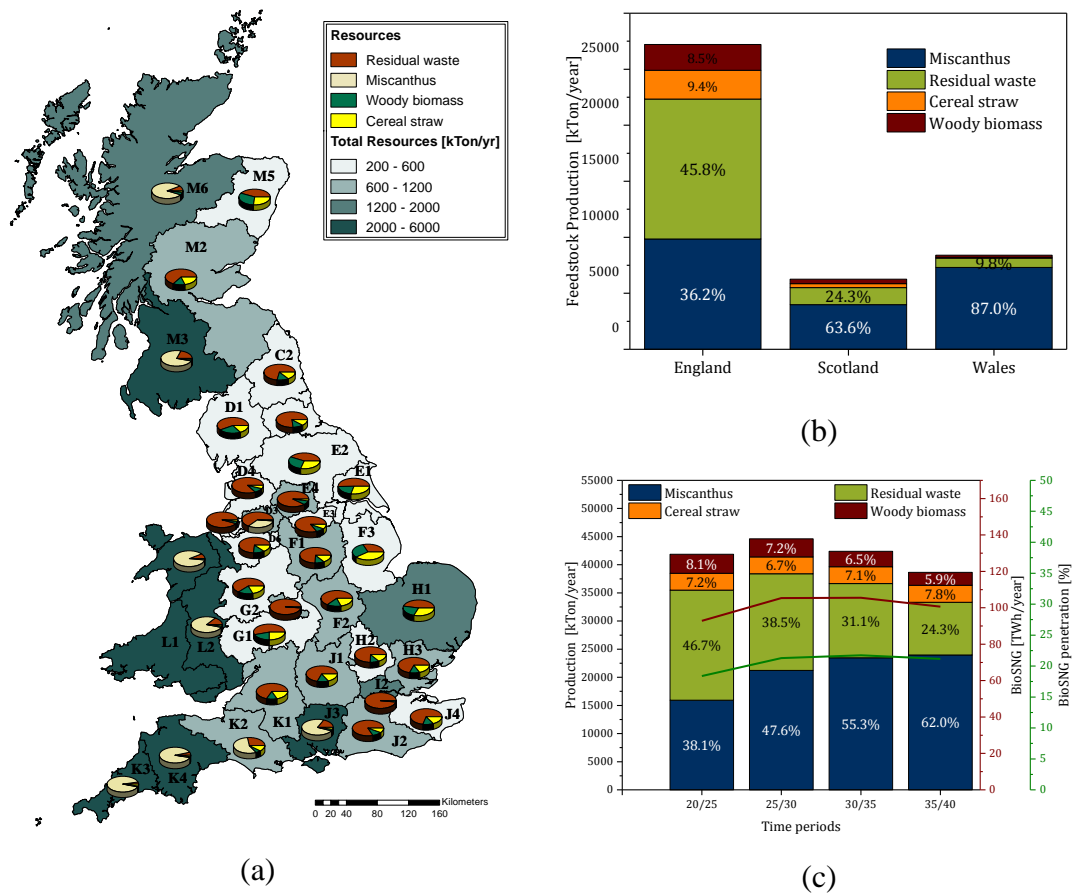 Resources
Residual waste
Miscanthus
Woody biomass
Cereal straw
Total Resources [kTon/yr]
200 - 600
600 - 1200
1200 - 2000
2000 - 6000
M5
M6
M2
M3
C2
D1
E2
D4
E1
E4
D3
E3
D6
F1
F3
G2
H1
F2
L1
L2
G1
H2
J1
H3
I2
K2
K1
J3
J4
J2
K3
K4
Kilometers
0 20 40 80 120 160
(a)
Feedstock Production [kTon/year]
25000
20000
15000
10000
5000
0
Miscanthus
Residual waste
Cereal straw
Woody biomass
8.5%
9.4%
45.8%
36.2%
24.3%
63.6%
9.8%
87.0%
England
Scotland
Wales
(b)
Production [kTon/year]
55000
50000
45000
40000
35000
30000
25000
20000
15000
10000
5000
0
Miscanthus
Residual waste
Cereal straw
Woody biomass
8.1%
7.2%
46.7%
38.1%
7.2%
6.7%
38.5%
47.6%
6.5%
7.1%
31.1%
55.3%
5.9%
7.8%
24.3%
62.0%
20/25
25/30
30/35
35/40
Time periods
160
140
120
100
80
60
40
20
0
BioSNG [TWh/year]
50
45
40
35
30
25
20
15
10
5
0
BioSNG penetration [%]
(c)